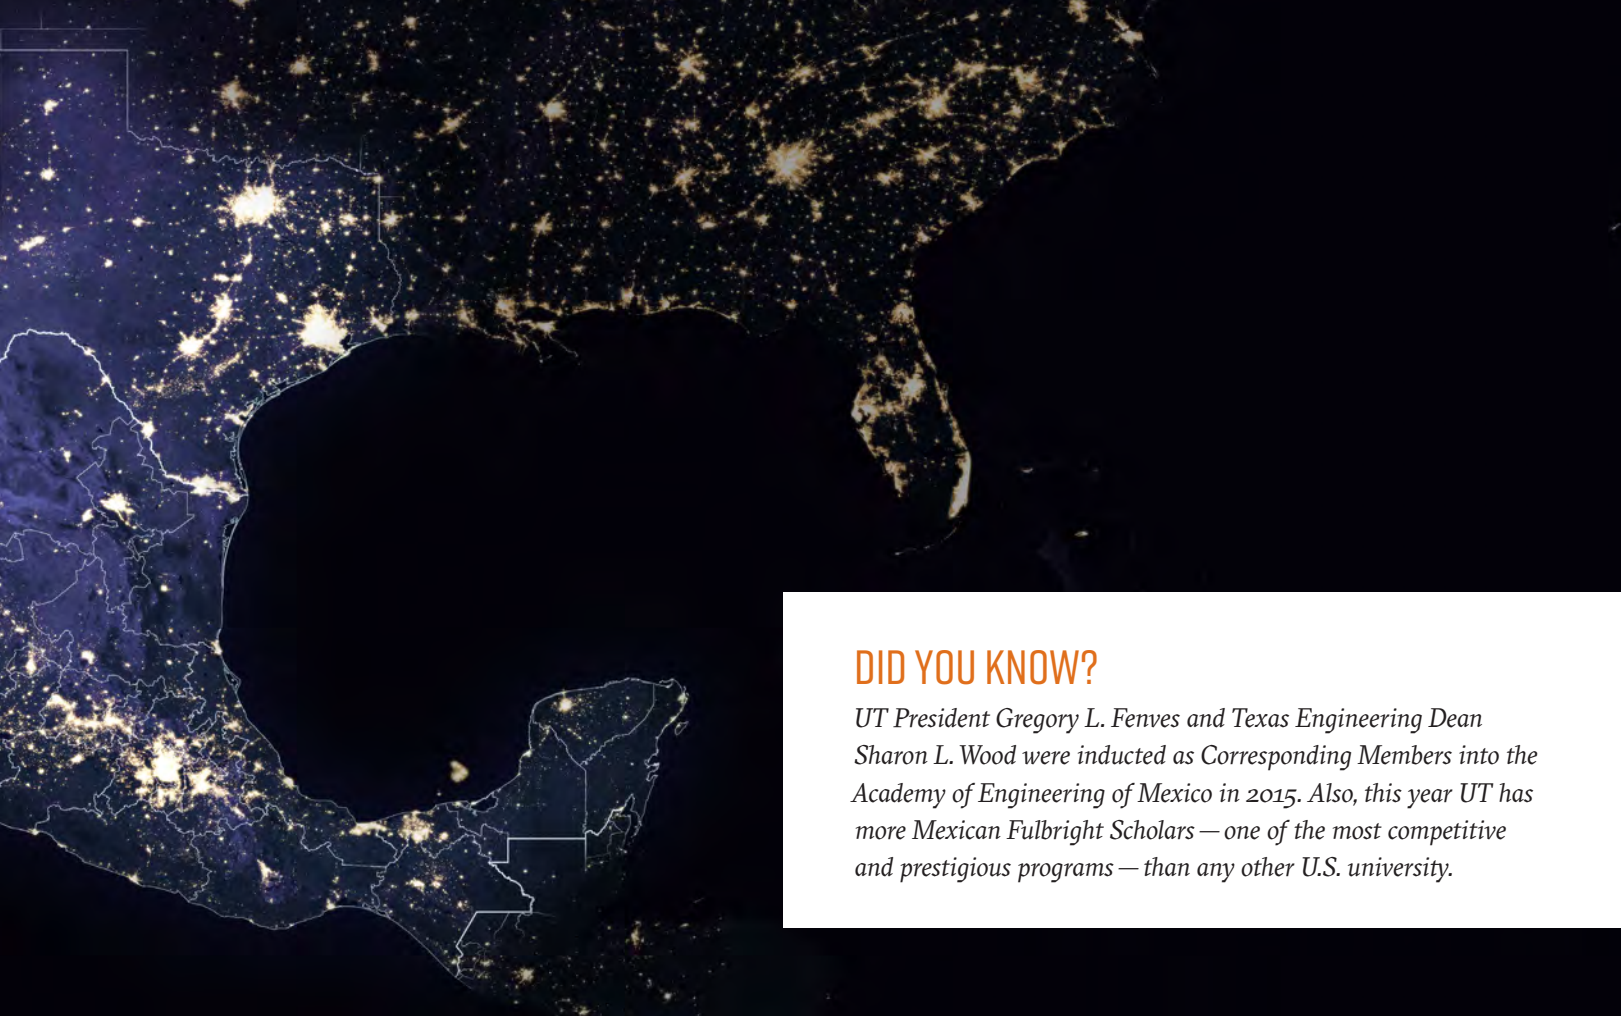 DID YOU KNOW?
UT President Gregory L. Fenves and Texas Engineering Dean
Sharon L. Wood were inducted as Corresponding Members into the
Academy of Engineering of Mexico in 2015. Also, this year UT has
more Mexican Fulbright Scholars — one of the most competitive
and prestigious programs — than any other U.S. university.